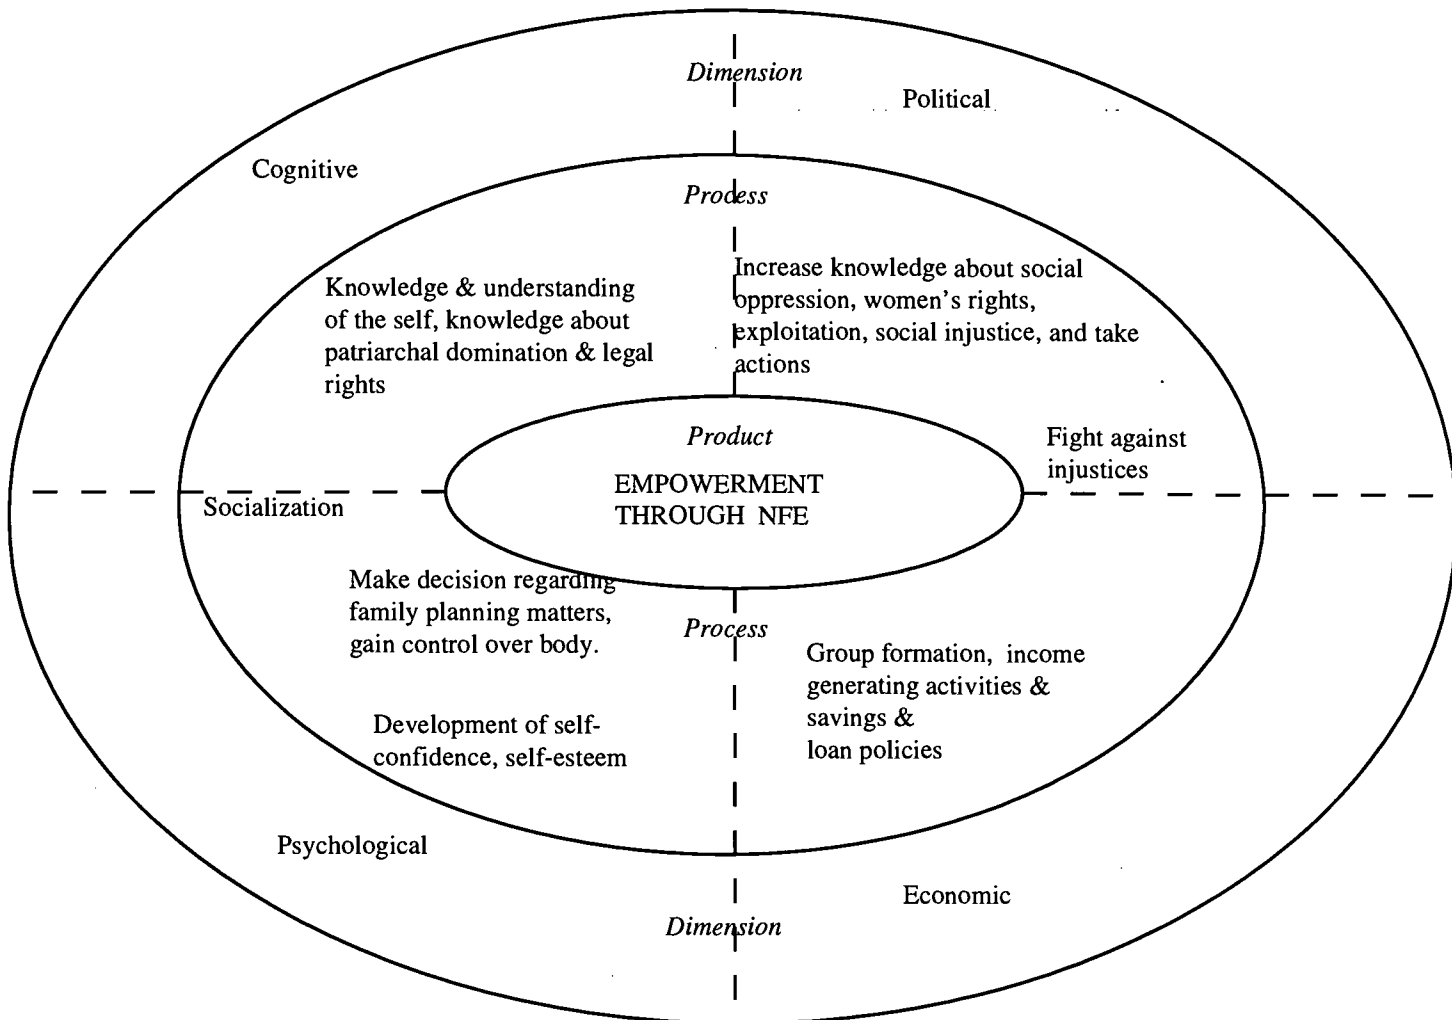 Dimension
Political
Cognitive
Process
Knowledge & understanding
of the self, knowledge about
patriarchal domination & legal
rights
Increase knowledge about social
oppression, women's rights,
exploitation, social injustice, and take
actions
Product
EMPOWERMENT
THROUGH NFE
Fight against
injustices
Socialization
Make decision regarding
family planning matters,
gain control over body.
Process
Group formation, income
generating activities &
savings &
loan policies
Development of self-
confidence, self-esteem
Psychological
Economic
Dimension